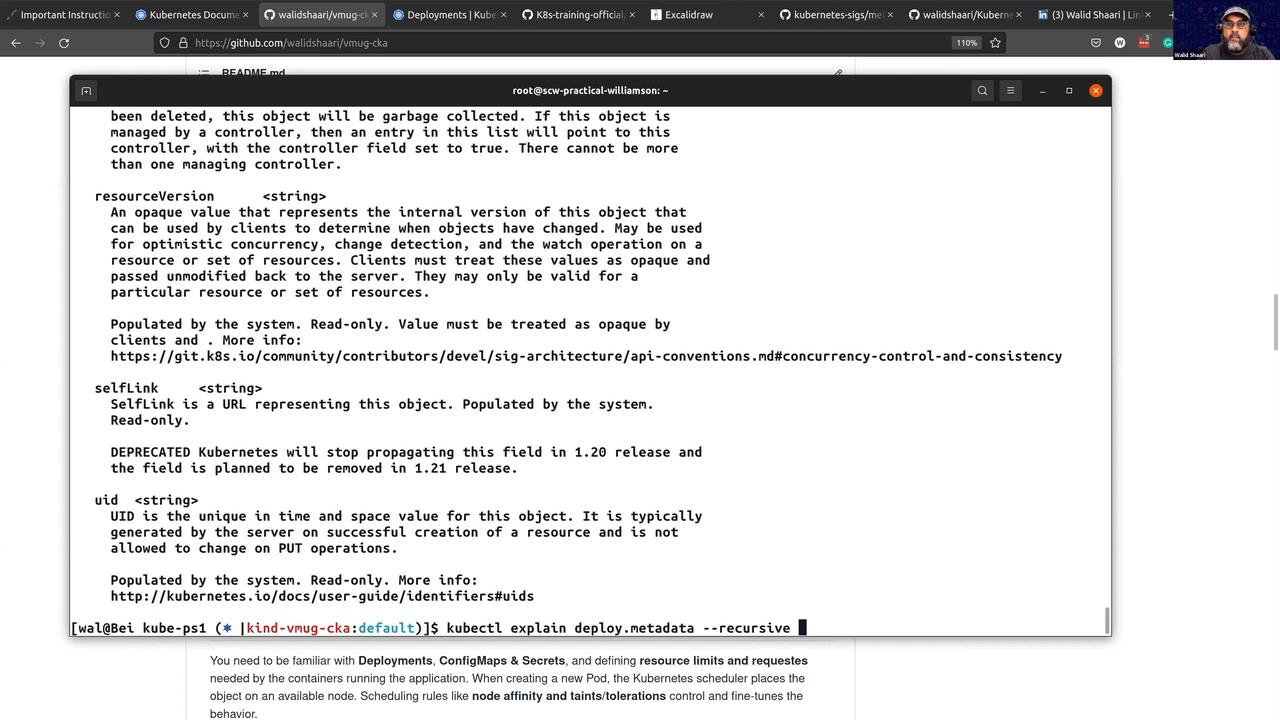 Important Instructio
Kubernetes Docume
walidshaari/vmug-ck
Deployments | Kube
K8s-training-official/
Excalidraw
kubernetes-sigs/me
walidshaari/Kubern
(3) Walid Shaari | Lin
https://github.com/walidshaari/vmug-cka
110%
Walid Shaari
README.md
root@scw-practical-williamson: ~
been deleted, this object will be garbage collected. If this object is
managed by a controller, then an entry in this list will point to this
controller, with the controller field set to true. There cannot be more
than one managing controller.
resourceVersion <string>
An opaque value that represents the internal version of this object that
can be used by clients to determine when objects have changed. May be used
for optimistic concurrency, change detection, and the watch operation on a
resource or set of resources. Clients must treat these values as opaque and
passed unmodified back to the server. They may only be valid for a
particular resource or set of resources.
Populated by the system. Read-only. Value must be treated as opaque by
clients and . More info:
https://git.k8s.io/community/contributors/devel/sig-architecture/api-conventions.md#concurrency-control-and-consistency
selfLink <string>
SelfLink is a URL representing this object. Populated by the system.
Read-only.
DEPRECATED Kubernetes will stop propagating this field in 1.20 release and
the field is planned to be removed in 1.21 release.
uid <string>
UID is the unique in time and space value for this object. It is typically
generated by the server on successful creation of a resource and is not
allowed to change on PUT operations.
Populated by the system. Read-only. More info:
http://kubernetes.io/docs/user-guide/identifiers#uids
[wal@Bei kube-ps1 (⎈ |kind-vmug-cka:default)]$ kubectl explain deploy.metadata --recursive
You need to be familiar with Deployments, ConfigMaps & Secrets, and defining resource limits and requestes
needed by the containers running the application. When creating a new Pod, the Kubernetes scheduler places the
object on an available node. Scheduling rules like node affinity and taints/tolerations control and fine-tunes the
behavior.